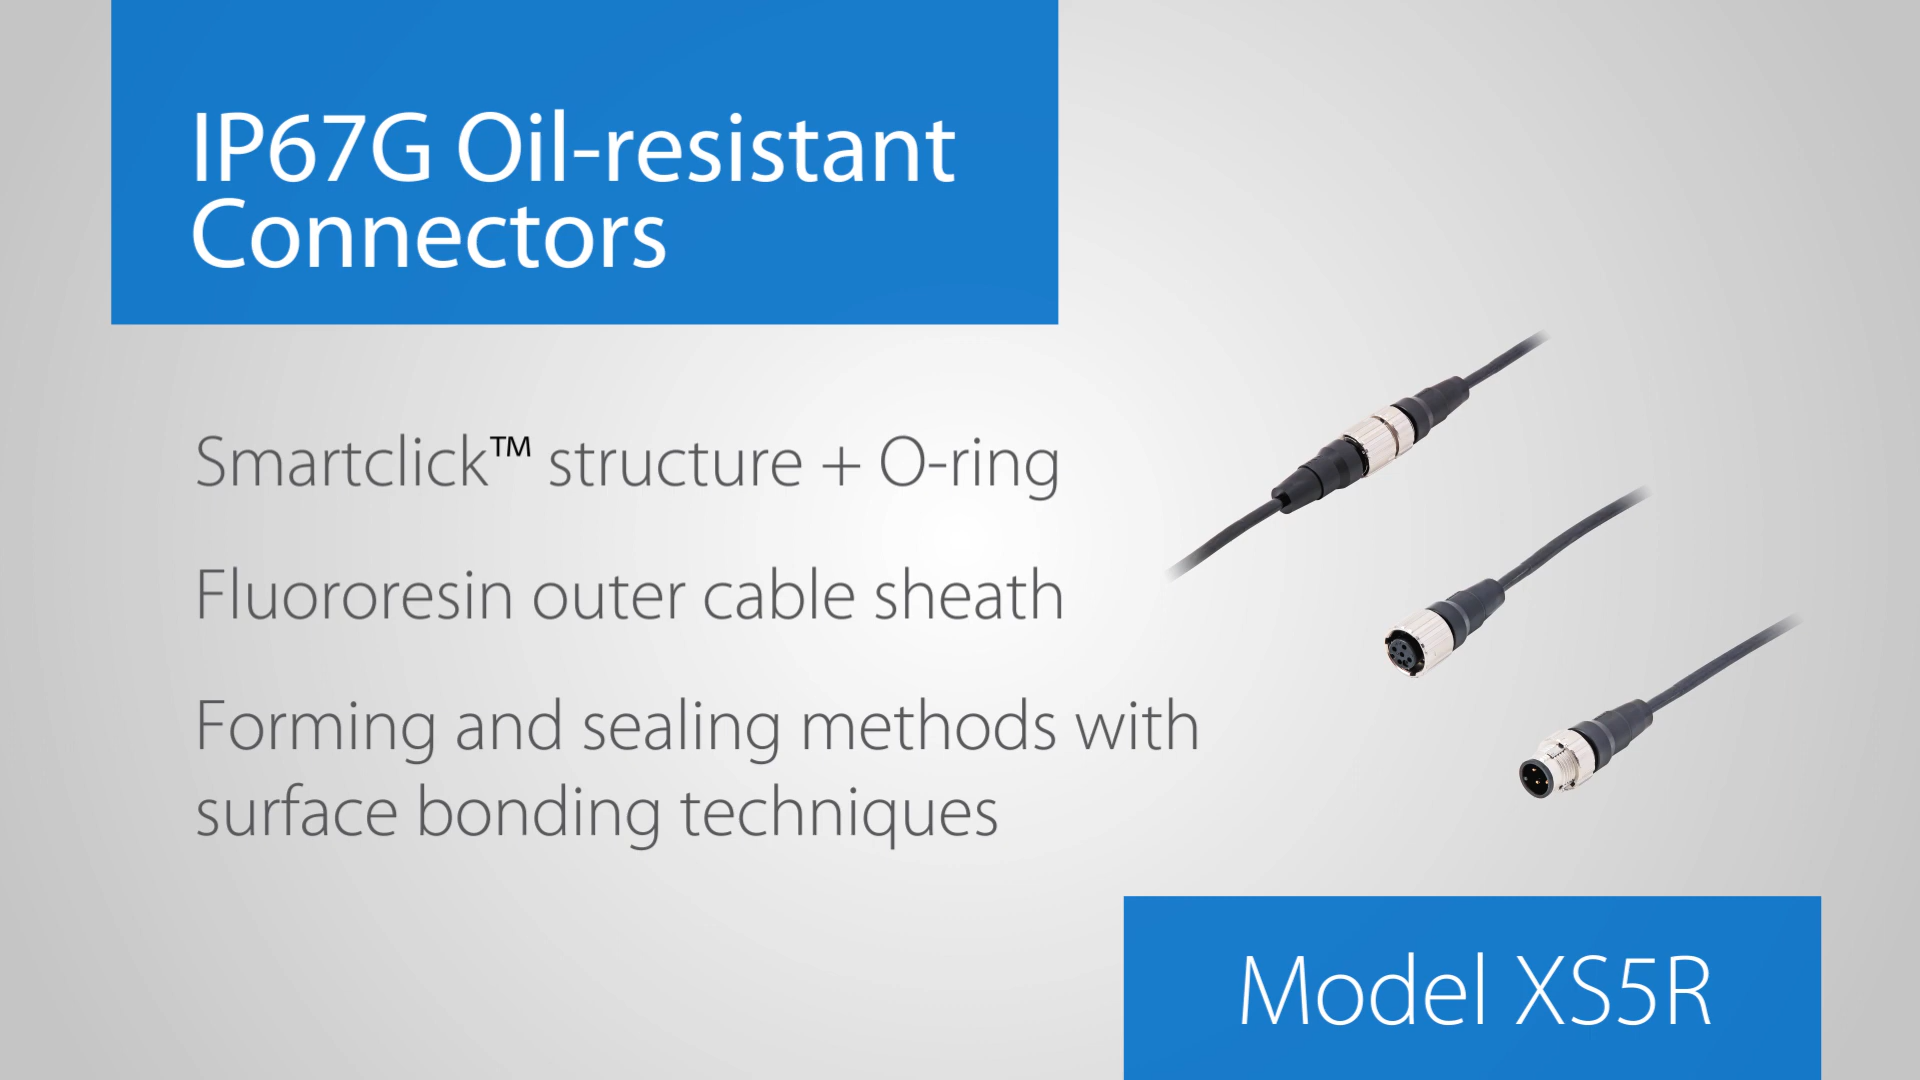 IP67G Oil-resistant
Connectors
Smartclick™ structure + O-ring
Fluororesin outer cable sheath
Forming and sealing methods with
surface bonding techniques
Model XS5R